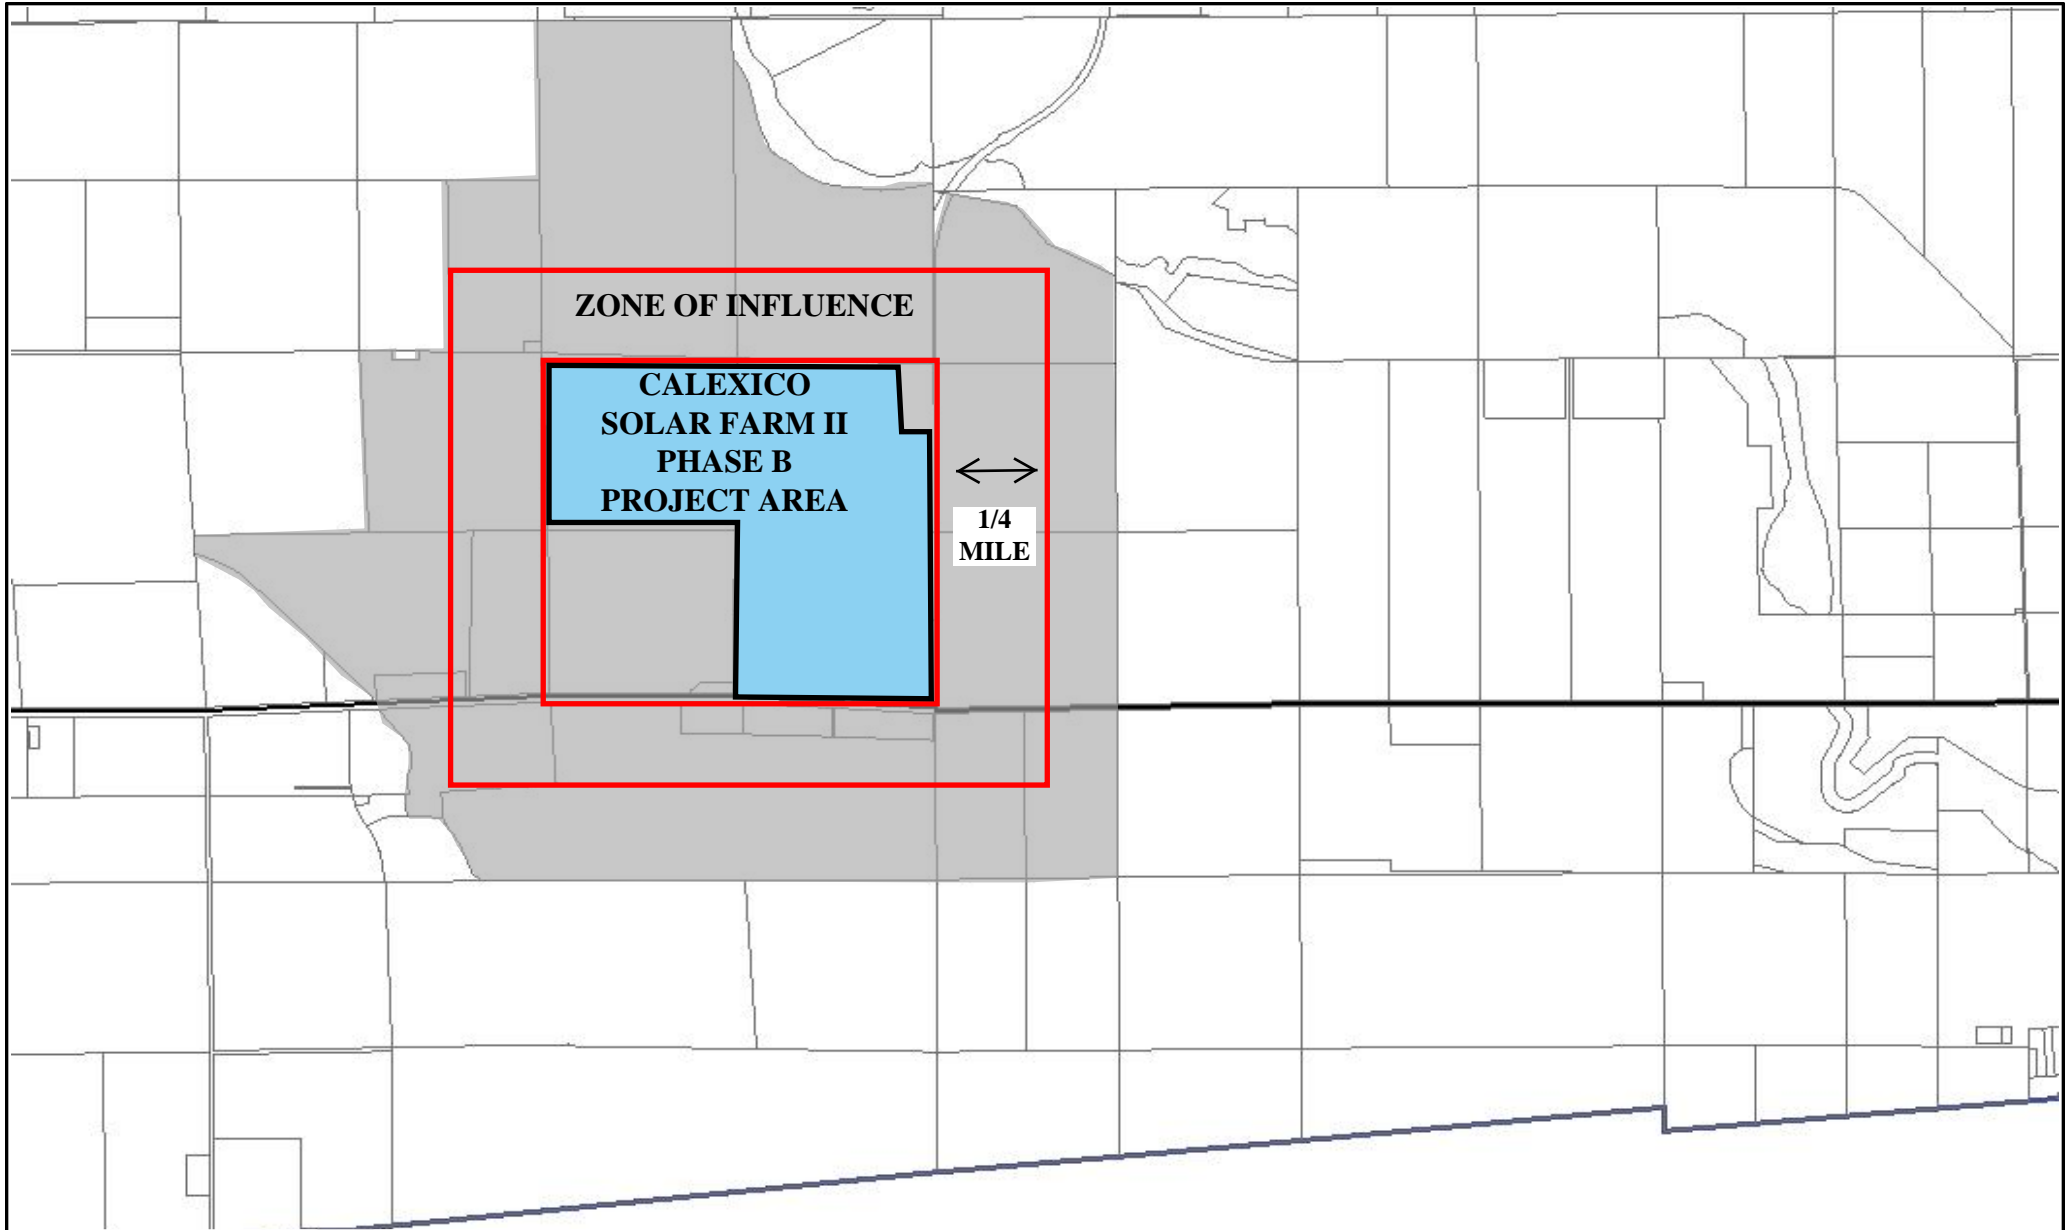 ZONE OF INFLUENCE
CALEXICO
SOLAR FARM II
PHASE B
PROJECT AREA
1/4
MILE